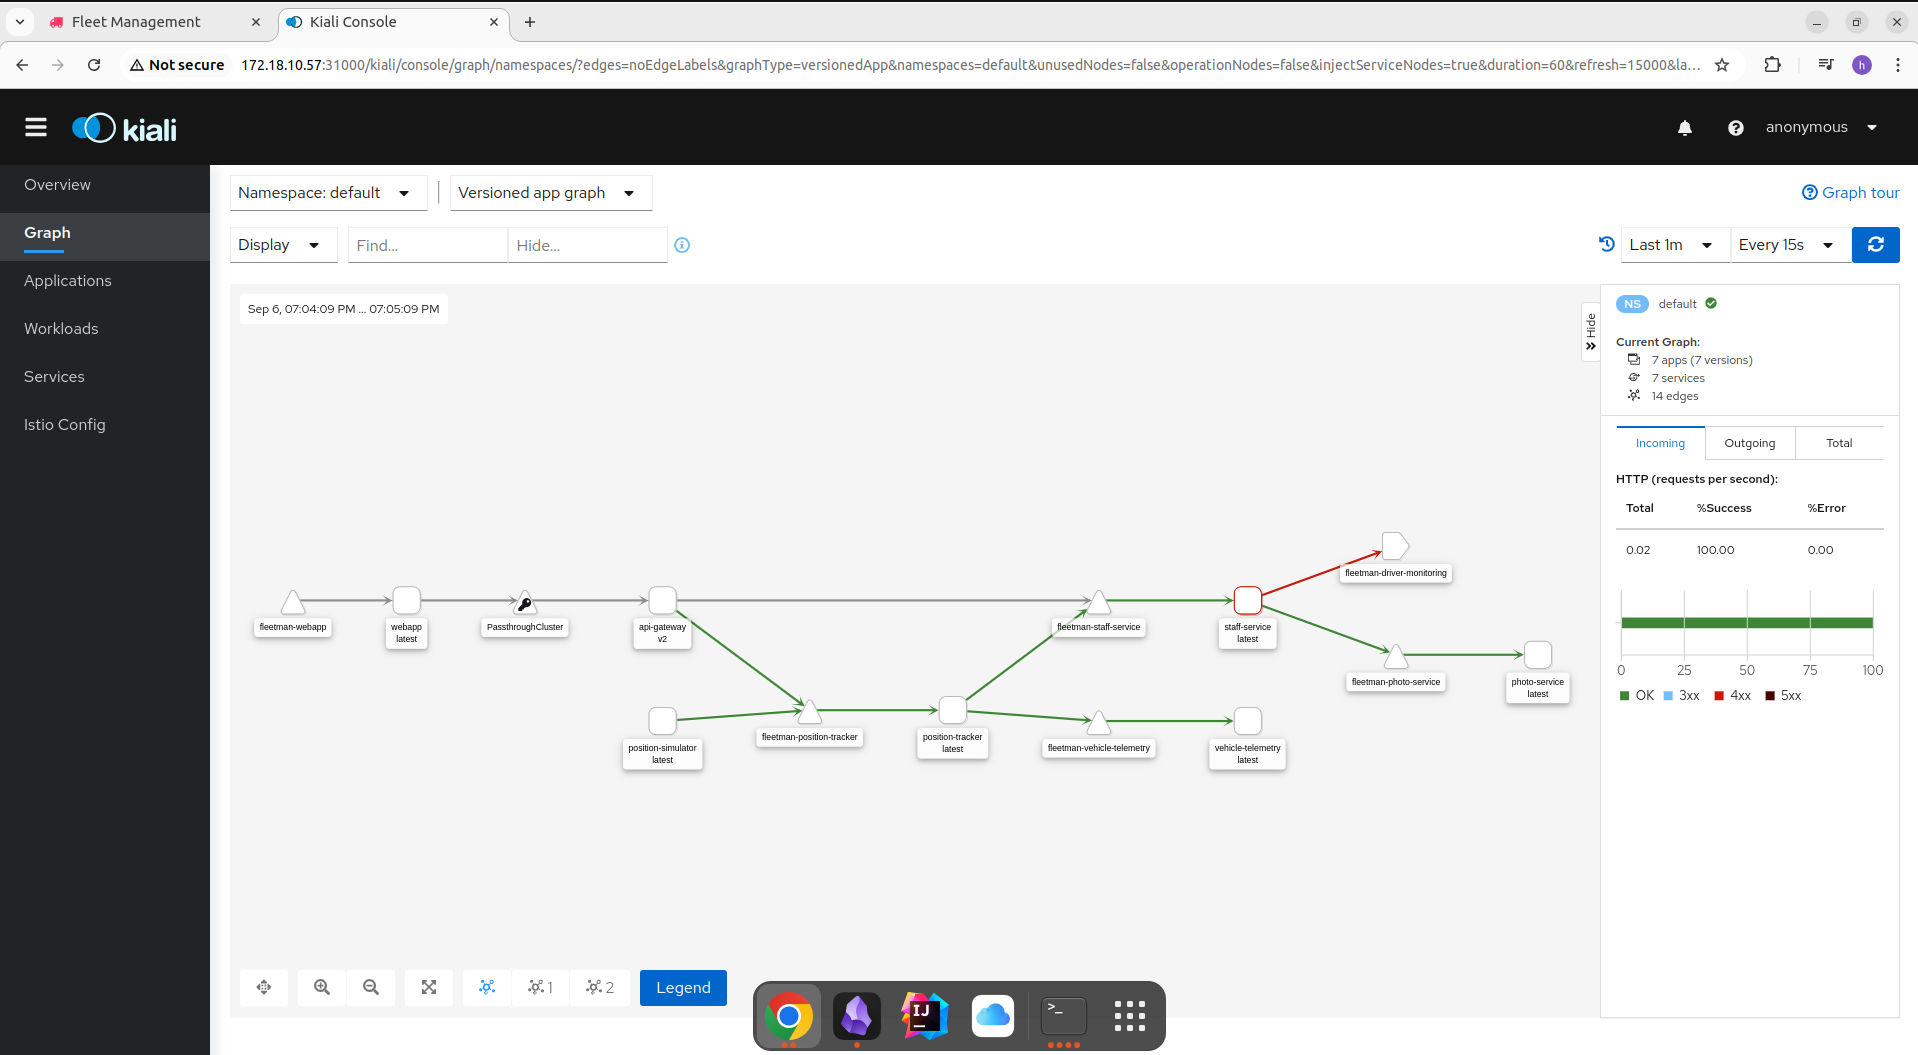 Fleet Management
Kiali Console
Not secure
172.18.10.57:31000/kiali/console/graph/namespaces/?edges=noEdgeLabels&graphType=versionedApp&namespaces=default&unusedNodes=false&operationNodes=false&injectServiceNodes=true&duration=60&refresh=15000&la...
h
kiali
anonymous
Overview
Graph
Applications
Workloads
Services
Istio Config
Namespace: default
Versioned app graph
Graph tour
Display
Find...
Hide...
Last 1m
Every 15s
Sep 6, 07:04:09 PM ... 07:05:09 PM
Hide
NS default
Current Graph:
7 apps (7 versions)
7 services
14 edges
Incoming
Outgoing
Total
HTTP (requests per second):
Total %Success %Error
0.02 100.00 0.00
0 25 50 75 100
OK 3xx 4xx 5xx
fleetman-driver-monitoring
fleetman-webapp
webapp
latest
PassthroughCluster
api-gateway
v2
fleetman-staff-service
staff-service
latest
fleetman-photo-service
photo-service
latest
position-simulator
latest
fleetman-position-tracker
position-tracker
latest
fleetman-vehicle-telemetry
vehicle-telemetry
latest
1
2
Legend
IJ
>_